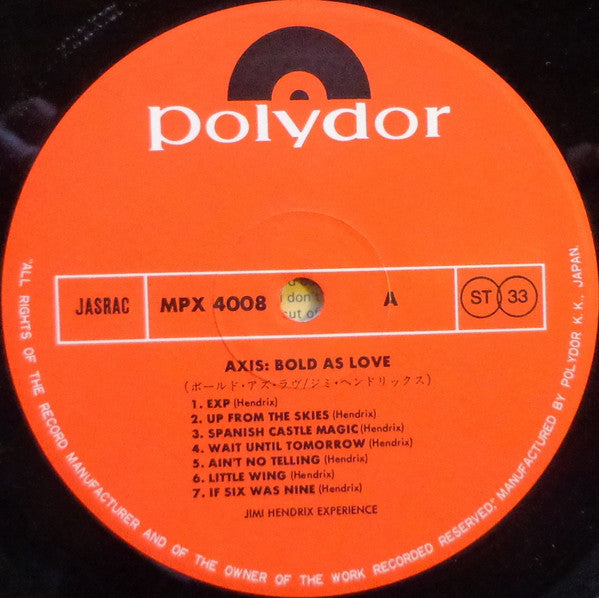 polydor
JASRAC
MPX 4008
A
ST 33
I don't
cut of
AXIS: BOLD AS LOVE
(ボールド・アズ・ラヴ/ジミ・ヘンドリックス)
1. EXP (Hendrix)
2. UP FROM THE SKIES (Hendrix)
3. SPANISH CASTLE MAGIC (Hendrix)
4. WAIT UNTIL TOMORROW (Hendrix)
5. AIN'T NO TELLING (Hendrix)
6. LITTLE WING (Hendrix)
7. IF SIX WAS NINE (Hendrix)
JIMI HENDRIX EXPERIENCE
"ALL RIGHTS OF THE RECORD MANUFACTURER AND OF THE OWNER OF THE WORK RECORDED RESERVED," MANUFACTURED BY POLYDOR K. K., JAPAN.